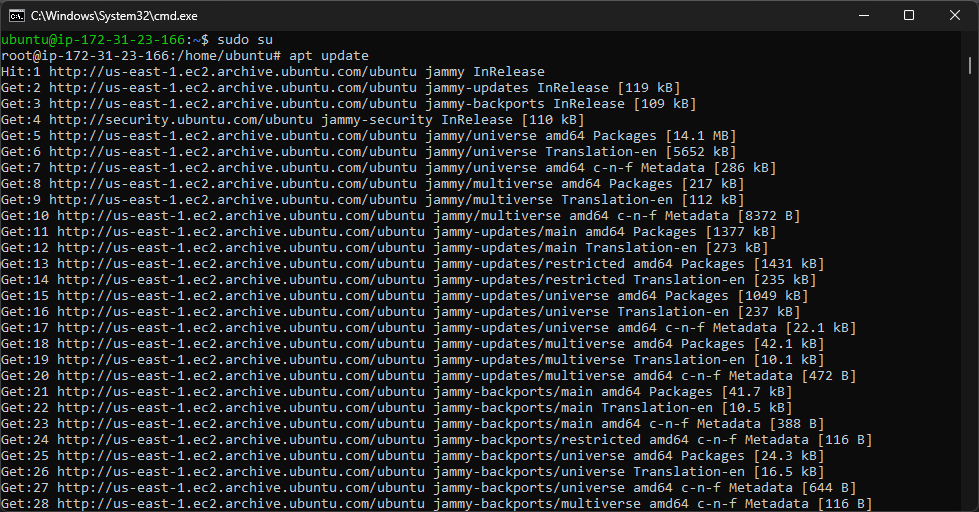 C:\Windows\System32\cmd.exe
ubuntu@ip-172-31-23-166:~$ sudo su
root@ip-172-31-23-166:/home/ubuntu# apt update
Hit:1 http://us-east-1.ec2.archive.ubuntu.com/ubuntu jammy InRelease
Get:2 http://us-east-1.ec2.archive.ubuntu.com/ubuntu jammy-updates InRelease [119 kB]
Get:3 http://us-east-1.ec2.archive.ubuntu.com/ubuntu jammy-backports InRelease [109 kB]
Get:4 http://security.ubuntu.com/ubuntu jammy-security InRelease [110 kB]
Get:5 http://us-east-1.ec2.archive.ubuntu.com/ubuntu jammy/universe amd64 Packages [14.1 MB]
Get:6 http://us-east-1.ec2.archive.ubuntu.com/ubuntu jammy/universe Translation-en [5652 kB]
Get:7 http://us-east-1.ec2.archive.ubuntu.com/ubuntu jammy/universe amd64 c-n-f Metadata [286 kB]
Get:8 http://us-east-1.ec2.archive.ubuntu.com/ubuntu jammy/multiverse amd64 Packages [217 kB]
Get:9 http://us-east-1.ec2.archive.ubuntu.com/ubuntu jammy/multiverse Translation-en [112 kB]
Get:10 http://us-east-1.ec2.archive.ubuntu.com/ubuntu jammy/multiverse amd64 c-n-f Metadata [8372 B]
Get:11 http://us-east-1.ec2.archive.ubuntu.com/ubuntu jammy-updates/main amd64 Packages [1377 kB]
Get:12 http://us-east-1.ec2.archive.ubuntu.com/ubuntu jammy-updates/main Translation-en [273 kB]
Get:13 http://us-east-1.ec2.archive.ubuntu.com/ubuntu jammy-updates/restricted amd64 Packages [1431 kB]
Get:14 http://us-east-1.ec2.archive.ubuntu.com/ubuntu jammy-updates/restricted Translation-en [235 kB]
Get:15 http://us-east-1.ec2.archive.ubuntu.com/ubuntu jammy-updates/universe amd64 Packages [1049 kB]
Get:16 http://us-east-1.ec2.archive.ubuntu.com/ubuntu jammy-updates/universe Translation-en [237 kB]
Get:17 http://us-east-1.ec2.archive.ubuntu.com/ubuntu jammy-updates/universe amd64 c-n-f Metadata [22.1 kB]
Get:18 http://us-east-1.ec2.archive.ubuntu.com/ubuntu jammy-updates/multiverse amd64 Packages [42.1 kB]
Get:19 http://us-east-1.ec2.archive.ubuntu.com/ubuntu jammy-updates/multiverse Translation-en [10.1 kB]
Get:20 http://us-east-1.ec2.archive.ubuntu.com/ubuntu jammy-updates/multiverse amd64 c-n-f Metadata [472 B]
Get:21 http://us-east-1.ec2.archive.ubuntu.com/ubuntu jammy-backports/main amd64 Packages [41.7 kB]
Get:22 http://us-east-1.ec2.archive.ubuntu.com/ubuntu jammy-backports/main Translation-en [10.5 kB]
Get:23 http://us-east-1.ec2.archive.ubuntu.com/ubuntu jammy-backports/main amd64 c-n-f Metadata [388 B]
Get:24 http://us-east-1.ec2.archive.ubuntu.com/ubuntu jammy-backports/restricted amd64 c-n-f Metadata [116 B]
Get:25 http://us-east-1.ec2.archive.ubuntu.com/ubuntu jammy-backports/universe amd64 Packages [24.3 kB]
Get:26 http://us-east-1.ec2.archive.ubuntu.com/ubuntu jammy-backports/universe Translation-en [16.5 kB]
Get:27 http://us-east-1.ec2.archive.ubuntu.com/ubuntu jammy-backports/universe amd64 c-n-f Metadata [644 B]
Get:28 http://us-east-1.ec2.archive.ubuntu.com/ubuntu jammy-backports/multiverse amd64 c-n-f Metadata [116 B]